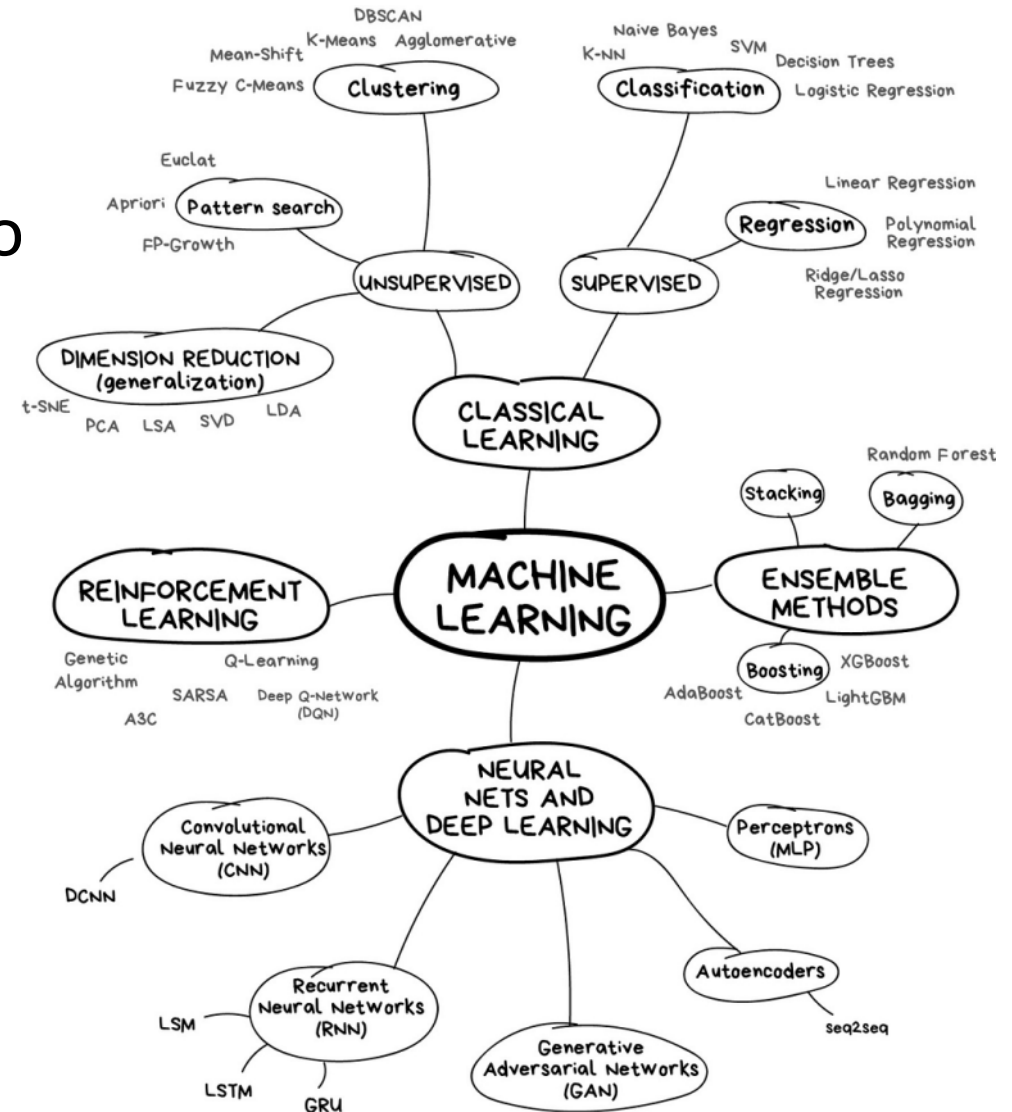 DBSCAN
K-Means Agglomerative
Mean-Shift
Fuzzy C-Means
Clustering
Naive Bayes
K-NN
SVM
Decision Trees
Classification
Logistic Regression
Euclat
Apriori
Pattern search
FP-Growth
Linear Regression
Regression
Polynomial
Regression
Ridge/Lasso
Regression
o
UNSUPERVISED
SUPERVISED
DIMENSION REDUCTION
(generalization)
t-SNE
PCA
LSA
SVD
LDA
CLASSICAL
LEARNING
Random Forest
Stacking
Bagging
MACHINE
LEARNING
REINFORCEMENT
LEARNING
ENSEMBLE
METHODS
Genetic
Algorithm
Q-Learning
SARSA
Deep Q-Network
(DQN)
A3C
Boosting
XGBoost
AdaBoost
LightGBM
CatBoost
NEURAL
NETS AND
DEEP LEARNING
Convolutional
Neural Networks
(CNN)
DCNN
Perceptrons
(MLP)
Recurrent
Neural Networks
(RNN)
LSM
LSTM
GRU
Autoencoders
seq2seq
Generative
Adversarial Networks
(GAN)